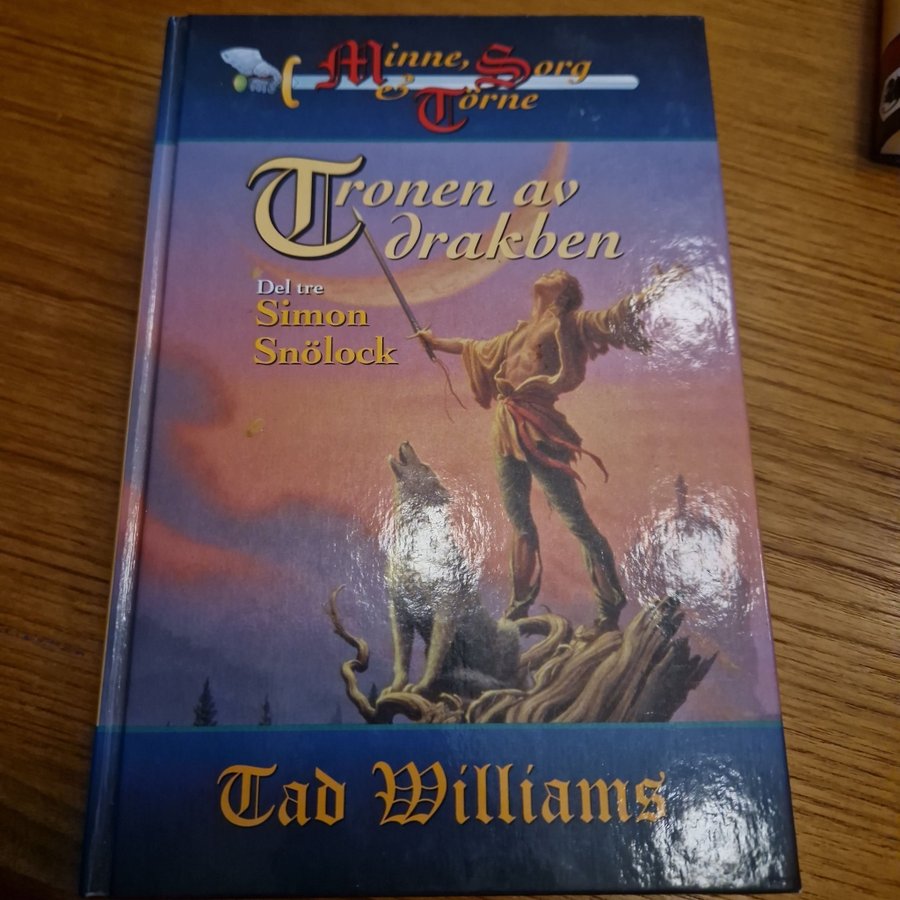 Minne, Sorg
& Törne
Tronen av
drakben
Del tre
Simon
Snölock
Tad Williams